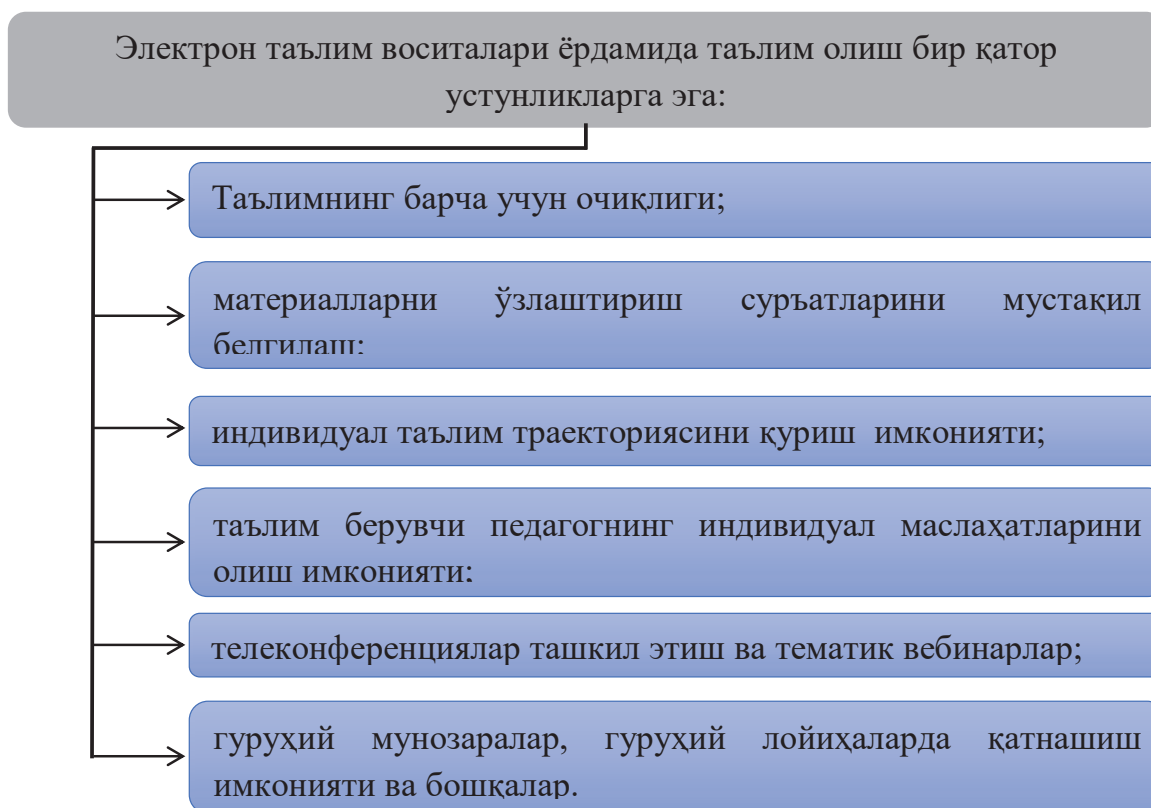 Электрон таълим воситалари ёрдамида таълим олиш бир қатор
устунликларга эга:
Таълимнинг барча учун очиқлиги;
материалларни ўзлаштириш суръатларини мустақил
белгилаш;
индивидуал таълим траекториясини қуриш имконияти;
таълим берувчи педагогнинг индивидуал маслаҳатларини
олиш имконияти;
телеконференциялар ташкил этиш ва тематик вебинарлар;
гуруҳий мунозаралар, гуруҳий лойиҳаларда қатнашиш
имконияти ва бошқалар.